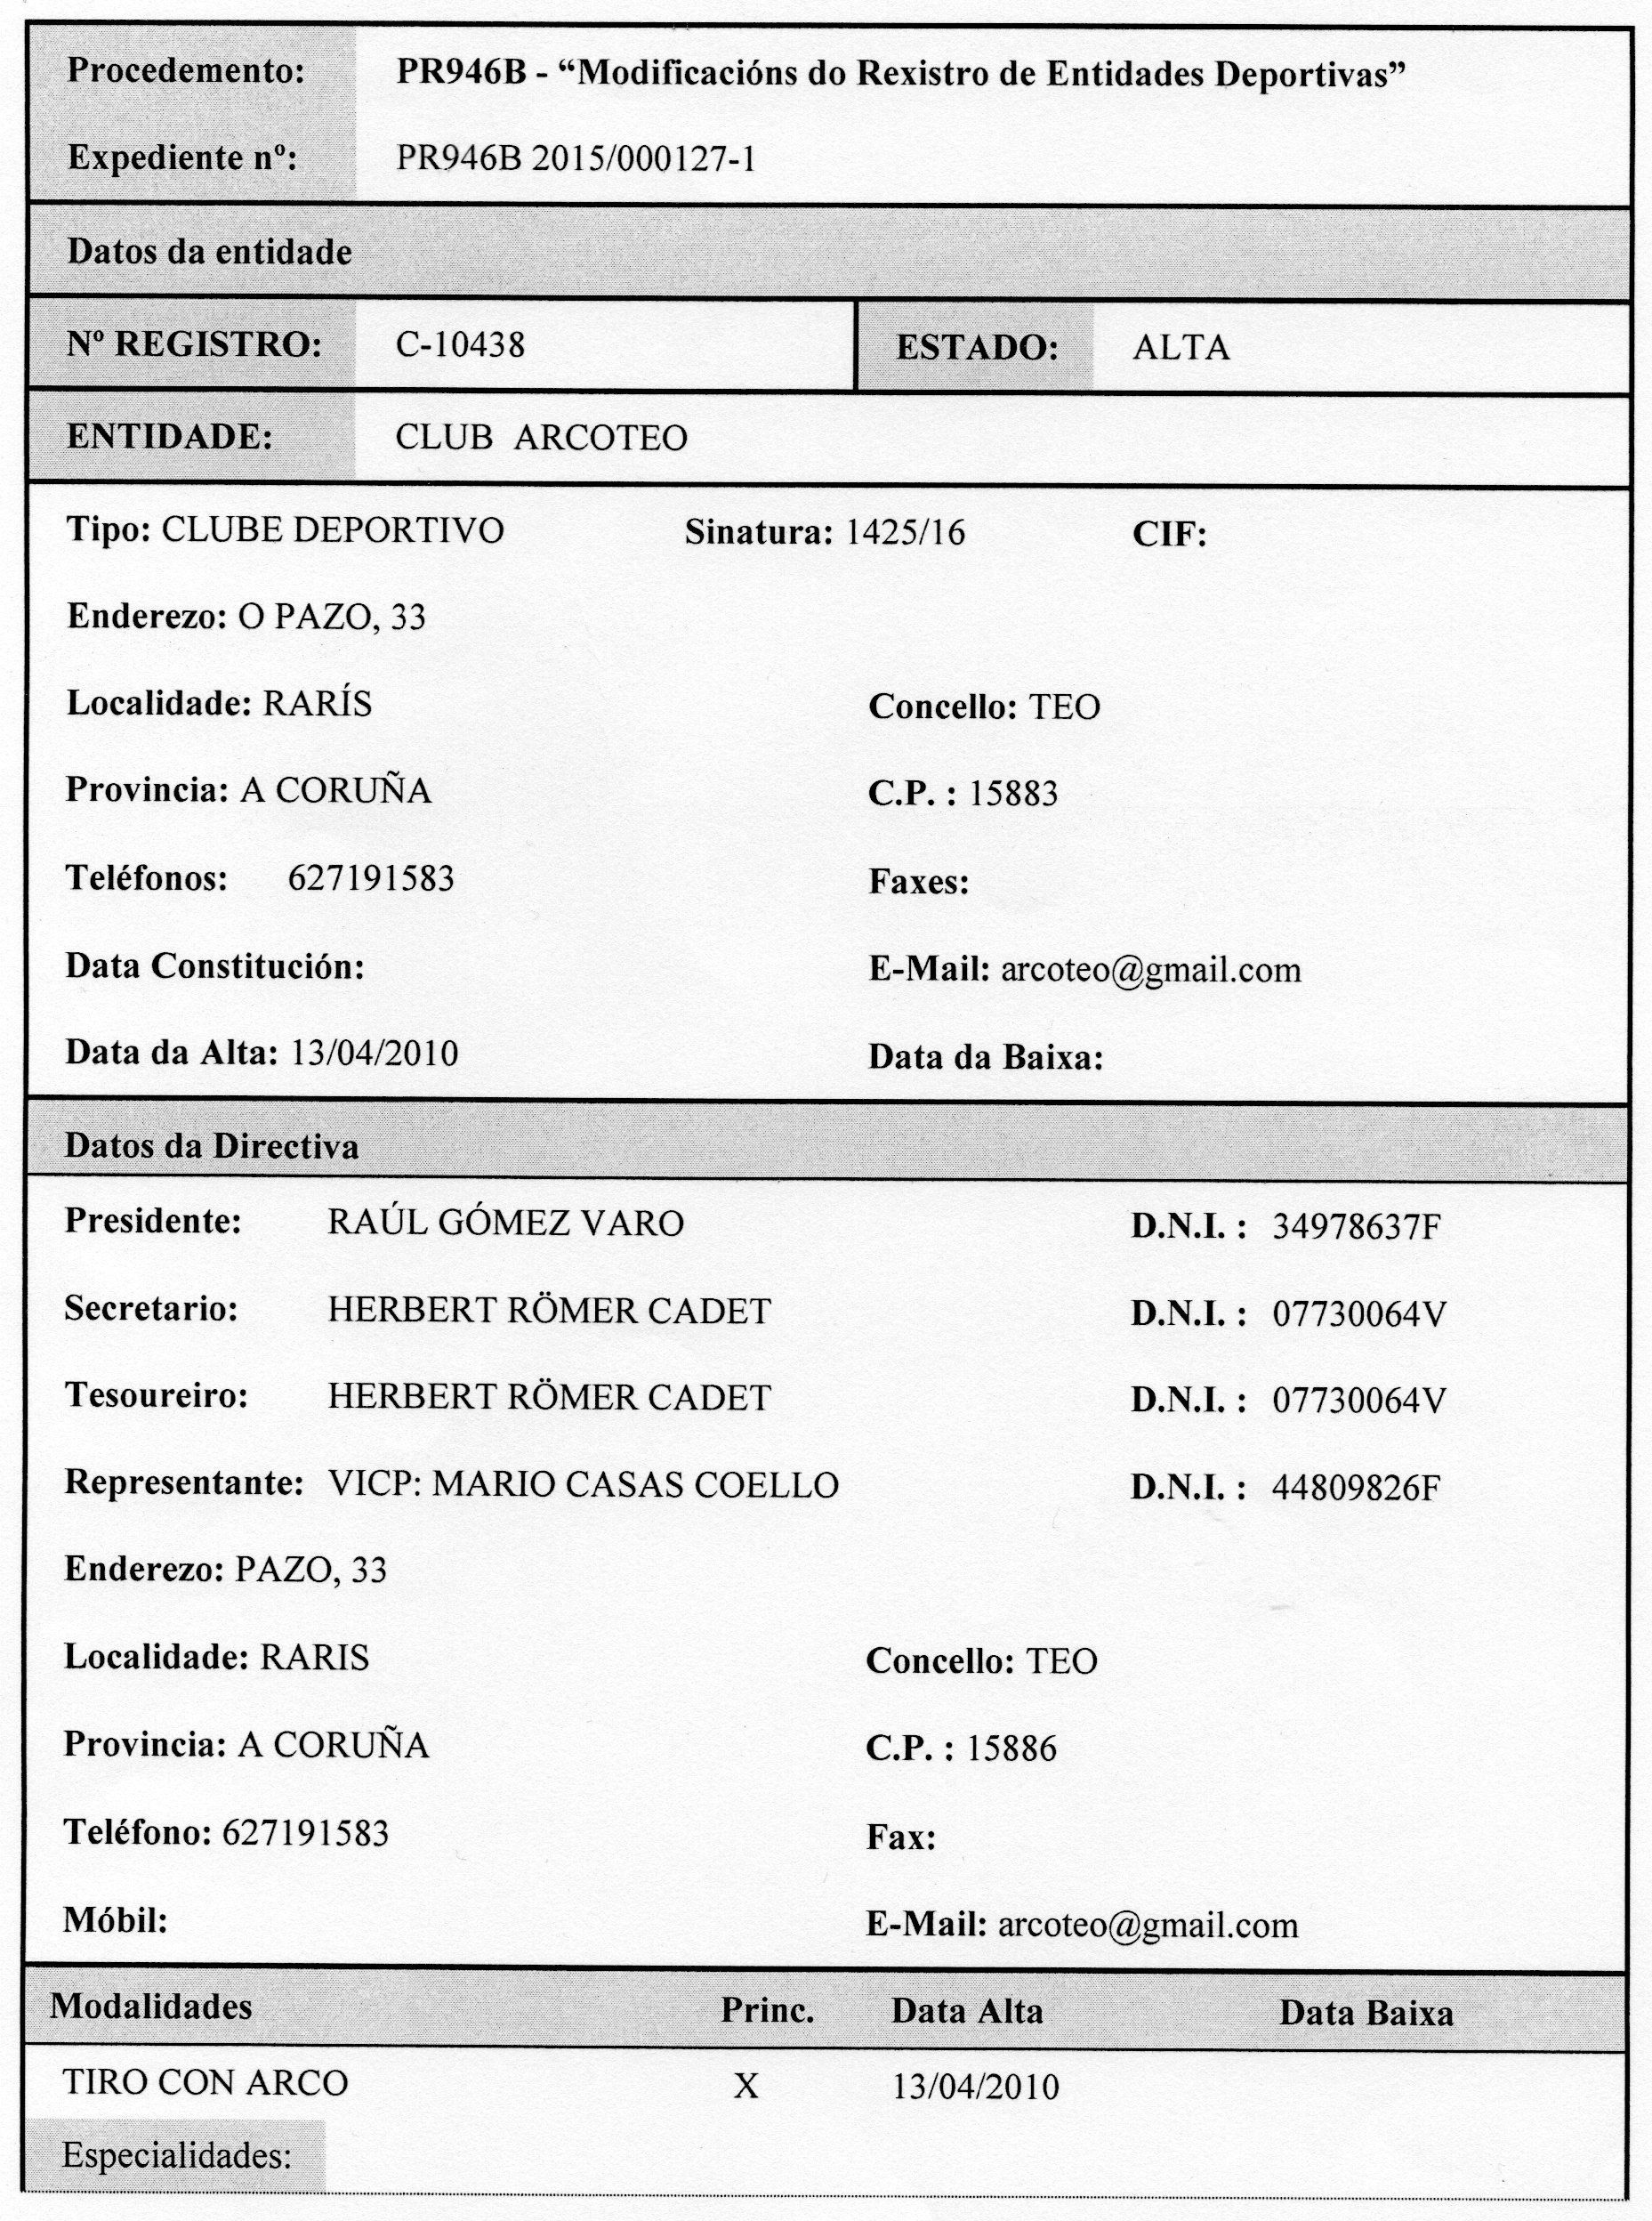 Procedemento: PR946B - “Modificacións do Rexistro de Entidades Deportivas”
Expediente nº: PR946B 2015/000127-1
Datos da entidade
Nº REGISTRO: C-10438 ESTADO: ALTA
ENTIDADE: CLUB ARCOTEO
Tipo: CLUBE DEPORTIVO Sinatura: 1425/16 CIF:
Enderezo: O PAZO, 33
Localidade: RARÍS Concello: TEO
Provincia: A CORUÑA C.P. : 15883
Teléfonos: 627191583 Faxes:
Data Constitución: E-Mail: arcoteo@gmail.com
Data da Alta: 13/04/2010 Data da Baixa:
Datos da Directiva
Presidente: RAÚL GÓMEZ VARO D.N.I. : 34978637F
Secretario: HERBERT RÖMER CADET D.N.I. : 07730064V
Tesoureiro: HERBERT RÖMER CADET D.N.I. : 07730064V
Representante: VICP: MARIO CASAS COELLO D.N.I. : 44809826F
Enderezo: PAZO, 33
Localidade: RARIS Concello: TEO
Provincia: A CORUÑA C.P. : 15886
Teléfono: 627191583 Fax:
Móbil: E-Mail: arcoteo@gmail.com
Modalidades Princ. Data Alta Data Baixa
TIRO CON ARCO X 13/04/2010
Especialidades: